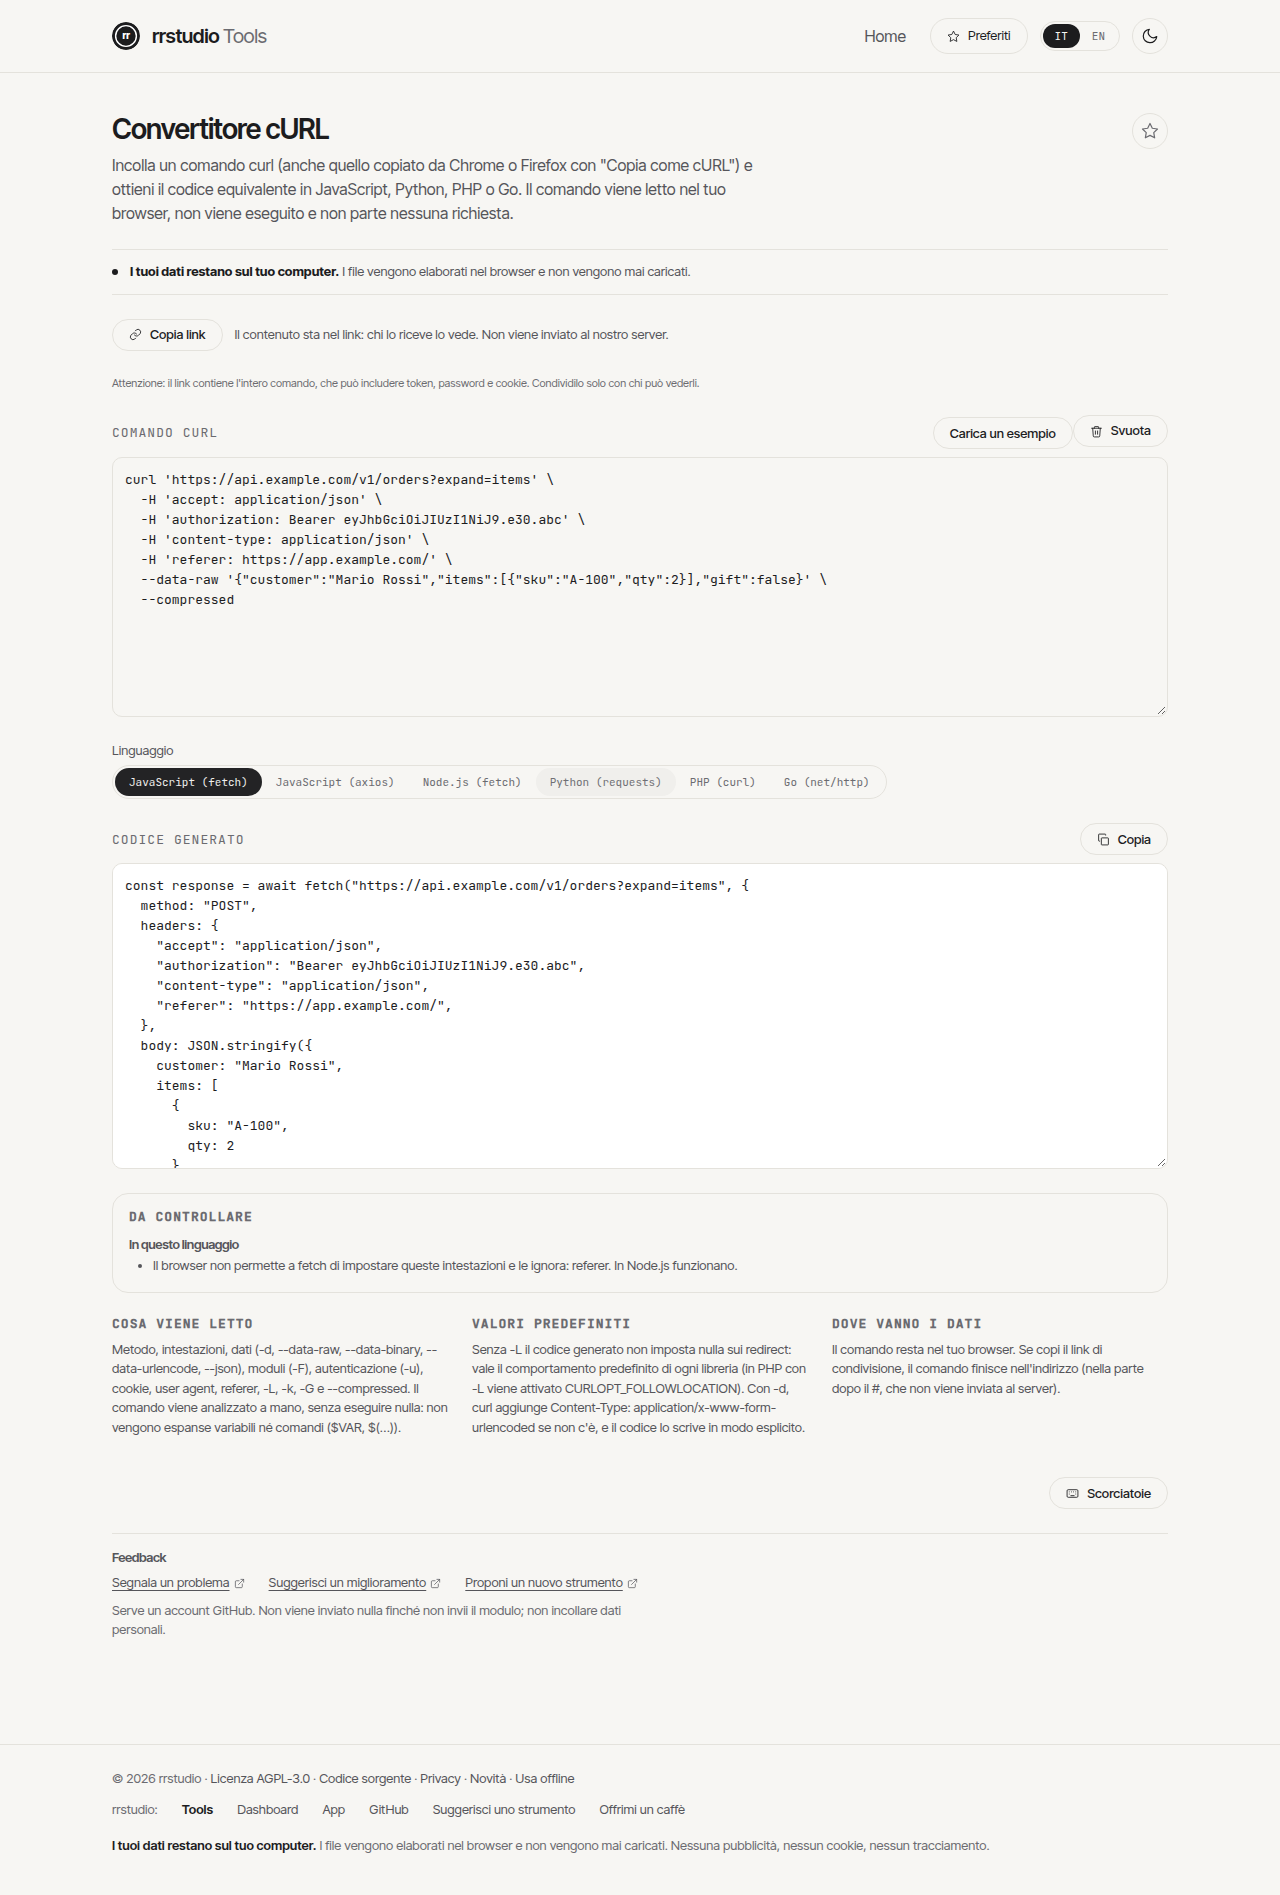 rr rrstudio Tools
Home
Preferiti
IT EN
Convertitore cURL
Incolla un comando curl (anche quello copiato da Chrome o Firefox con "Copia come cURL") e
ottieni il codice equivalente in JavaScript, Python, PHP o Go. Il comando viene letto nel tuo
browser, non viene eseguito e non parte nessuna richiesta.
I tuoi dati restano sul tuo computer. I file vengono elaborati nel browser e non vengono mai caricati.
Copia link Il contenuto sta nel link: chi lo riceve lo vede. Non viene inviato al nostro server.
Attenzione: il link contiene l'intero comando, che può includere token, password e cookie. Condividilo solo con chi può vederli.
COMANDO CURL
Carica un esempio
Svuota
curl 'https://api.example.com/v1/orders?expand=items' \
  -H 'accept: application/json' \
  -H 'authorization: Bearer eyJhbGciOiJIUzI1NiJ9.e30.abc' \
  -H 'content-type: application/json' \
  -H 'referer: https://app.example.com/' \
  --data-raw '{"customer":"Mario Rossi","items":[{"sku":"A-100","qty":2}],"gift":false}' \
  --compressed
Linguaggio
JavaScript (fetch) JavaScript (axios) Node.js (fetch) Python (requests) PHP (curl) Go (net/http)
CODICE GENERATO
Copia
const response = await fetch("https://api.example.com/v1/orders?expand=items", {
  method: "POST",
  headers: {
    "accept": "application/json",
    "authorization": "Bearer eyJhbGciOiJIUzI1NiJ9.e30.abc",
    "content-type": "application/json",
    "referer": "https://app.example.com/",
  },
  body: JSON.stringify({
    customer: "Mario Rossi",
    items: [
      {
        sku: "A-100",
        qty: 2
      }
DA CONTROLLARE
In questo linguaggio
• Il browser non permette a fetch di impostare queste intestazioni e le ignora: referer. In Node.js funzionano.
COSA VIENE LETTO
Metodo, intestazioni, dati (-d, --data-raw, --data-binary, --
data-urlencode, --json), moduli (-F), autenticazione (-u),
cookie, user agent, referer, -L, -k, -G e --compressed. Il
comando viene analizzato a mano, senza eseguire nulla: non
vengono espanse variabili né comandi ($VAR, $(...)).
VALORI PREDEFINITI
Senza -L il codice generato non imposta nulla sui redirect:
vale il comportamento predefinito di ogni libreria (in PHP con
-L viene attivato CURLOPT_FOLLOWLOCATION). Con -d,
curl aggiunge Content-Type: application/x-www-form-
urlencoded se non c'è, e il codice lo scrive in modo esplicito.
DOVE VANNO I DATI
Il comando resta nel tuo browser. Se copi il link di
condivisione, il comando finisce nell'indirizzo (nella parte
dopo il #, che non viene inviata al server).
Scorciatoie
Feedback
Segnala un problema Suggerisci un miglioramento Proponi un nuovo strumento
Serve un account GitHub. Non viene inviato nulla finché non invii il modulo; non incollare dati
personali.
© 2026 rrstudio · Licenza AGPL-3.0 · Codice sorgente · Privacy · Novità · Usa offline
rrstudio: Tools Dashboard App GitHub Suggerisci uno strumento Offrimi un caffè
I tuoi dati restano sul tuo computer. I file vengono elaborati nel browser e non vengono mai caricati. Nessuna pubblicità, nessun cookie, nessun tracciamento.